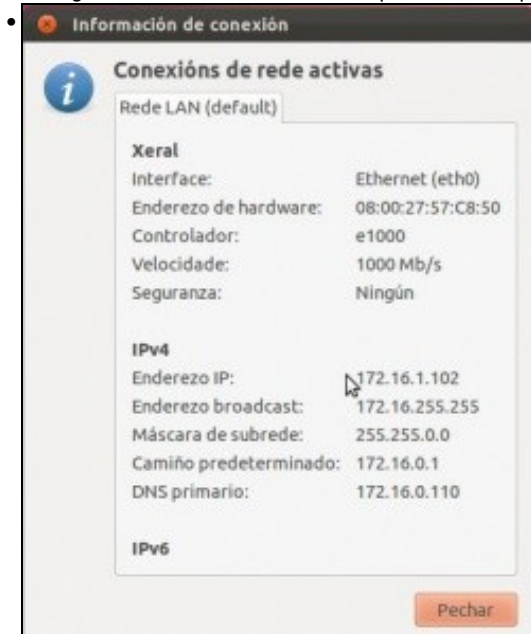 Información de conexión
Conexións de rede activas
Rede LAN (default)
Xeral
Interface: Ethernet (eth0)
Enderezo de hardware: 08:00:27:57:C8:50
Controlador: e1000
Velocidade: 1000 Mb/s
Seguranza: Ningún
IPv4
Enderezo IP: 172.16.1.102
Enderezo broadcast: 172.16.255.255
Máscara de subrede: 255.255.0.0
Camiño predeterminado: 172.16.0.1
DNS primario: 172.16.0.110
IPv6
Pechar